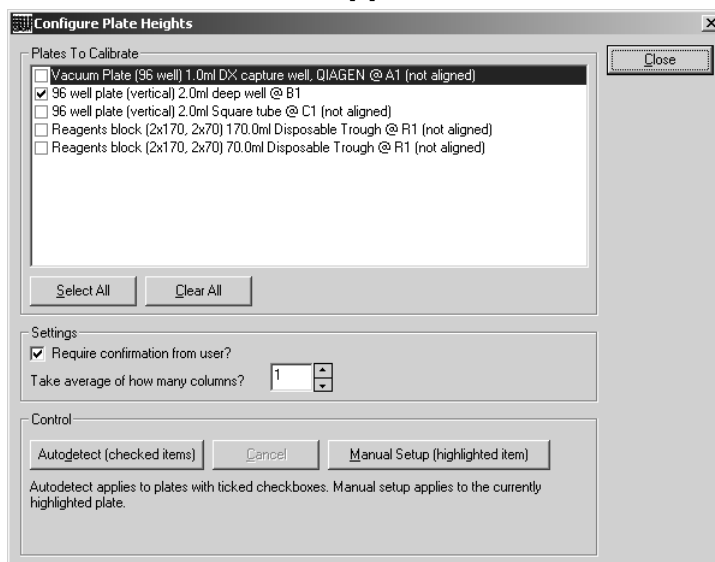 Configure Plate Heights
Plates To Calibrate
Close
Vacuum Plate (96 well) 1.0ml DX capture well, QIAGEN @ A1 (not aligned)
96 well plate (vertical) 2.0ml deep well @ B1
96 well plate (vertical) 2.0ml Square tube @ C1 (not aligned)
Reagents block (2x170, 2x70) 170.0ml Disposable Trough @ R1 (not aligned)
Reagents block (2x170, 2x70) 70.0ml Disposable Trough @ R1 (not aligned)
Select All Clear All
Settings
Require confirmation from user?
Take average of how many columns? 1
Control
Autodetect (checked items) Cancel Manual Setup (highlighted item)
Autodetect applies to plates with ticked checkboxes. Manual setup applies to the currently
highlighted plate.